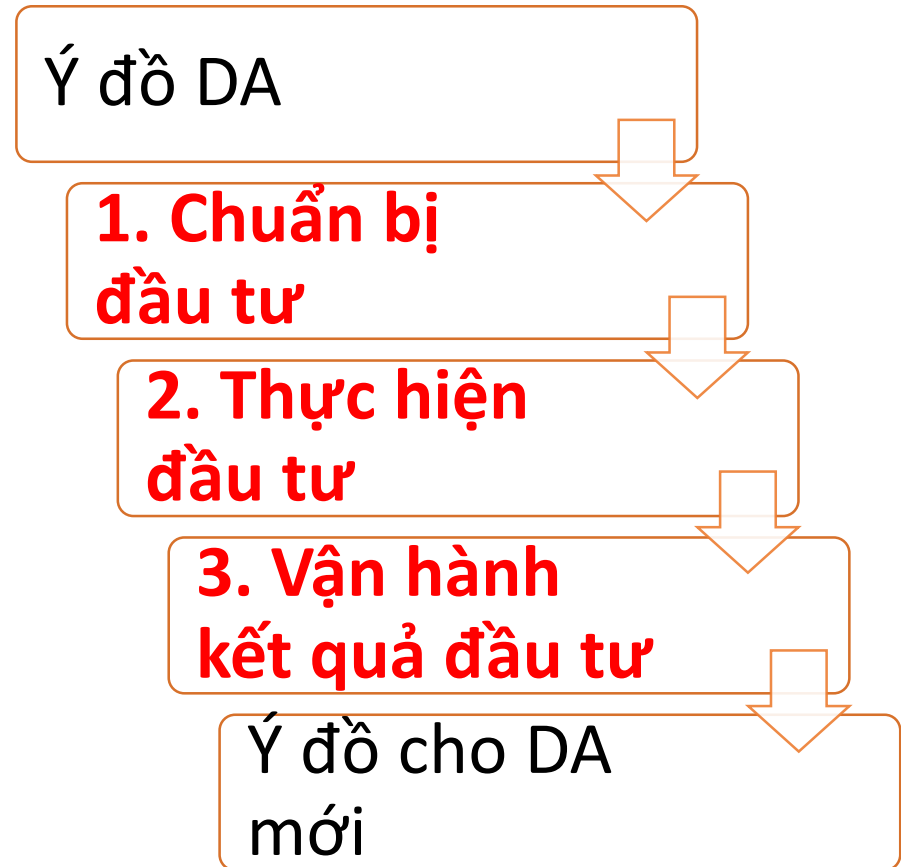 Ý đồ DA
1. Chuẩn bị
đầu tư
2. Thực hiện
đầu tư
3. Vận hành
kết quả đầu tư
Ý đồ cho DA
mới